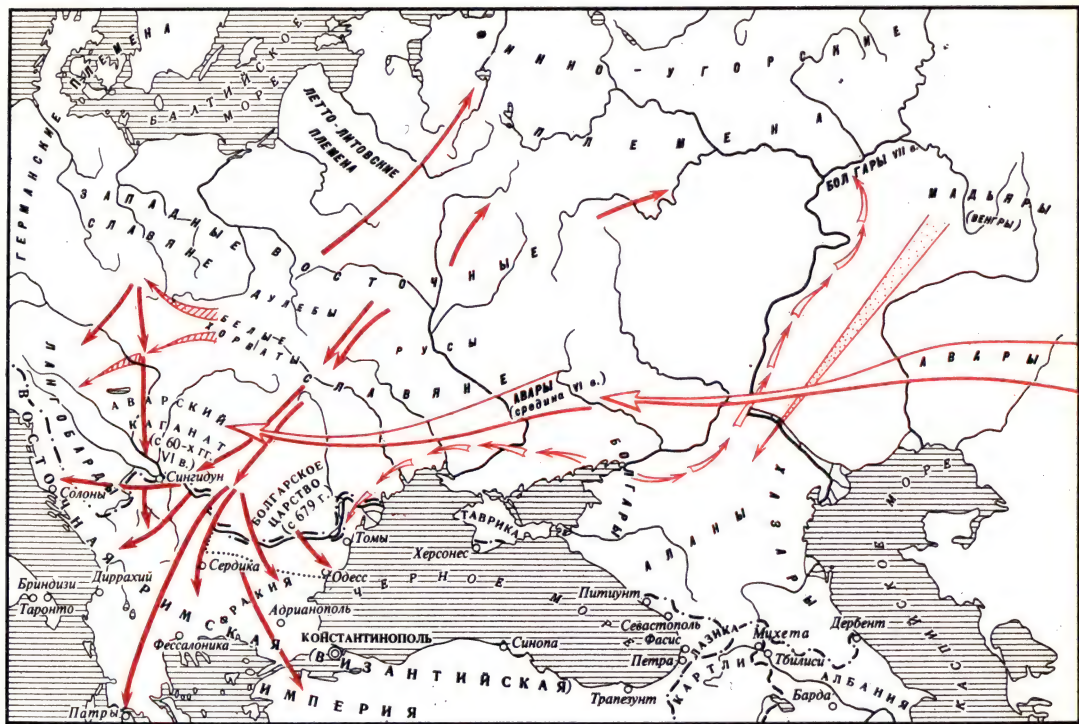 ГЕРМАНСКИЕ ПЛЕМЕНА
БАЛТИЙСКОЕ
МОРЕ
ФИННО-УГОРСКИЕ
ПЛЕМЕНА
ЛЕТТО-ЛИТОВСКИЕ
ПЛЕМЕНА
БОЛГАРЫ VII в.
МАДЬЯРЫ
(ВЕНГРЫ)
ЗАПАДНЫЕ
СЛАВЯНЕ
ВОСТОЧНЫЕ
СЛАВЯНЕ
ДУЛЕБЫ
БЕЛЫЕ
ХОРВАТЫ
РУСЫ
АВАРЫ
АВАРЫ (VI в.)
средина
ЛАНГОБАРДЫ
АВАРСКИЙ
КАГАНАТ
(с 60-х гг.
VI в.)
Сингидун
Солоны
БОЛГАРСКОЕ
ЦАРСТВО
(с 679 г.)
БОЛГАРЫ
ХАЗАРЫ
АЛАНЫ
ТАВРИКА
Херсонес
Томы
Одесс
Сердика
ФРАКИЯ
Адрианополь
Диррахий
Бриндизи
Таронто
Фессалоника
КОНСТАНТИНОПОЛЬ
ВОСТОЧНАЯ РИМСКАЯ
(ВИЗАНТИЙСКАЯ)
ИМПЕРИЯ
Патры
ЧЕРНОЕ МОРЕ
Синопа
Трапезунт
Питиунт
Севастополь
Фасис
Петра
ЛАЗИКА
КАРТЛИ
Михета
Тбилиси
Дербент
Барда
АЛБАНИЯ
КАСПИЙСКОЕ МОРЕ